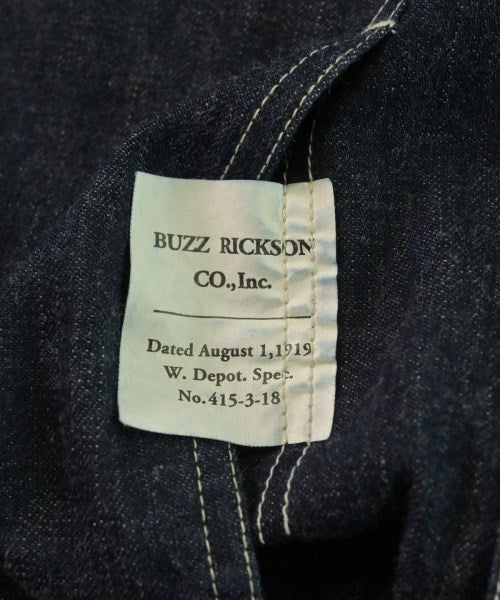 BUZZ RICKSON
CO.,Inc.
Dated August 1,1919
W. Depot. Spec.
No.415-3-18